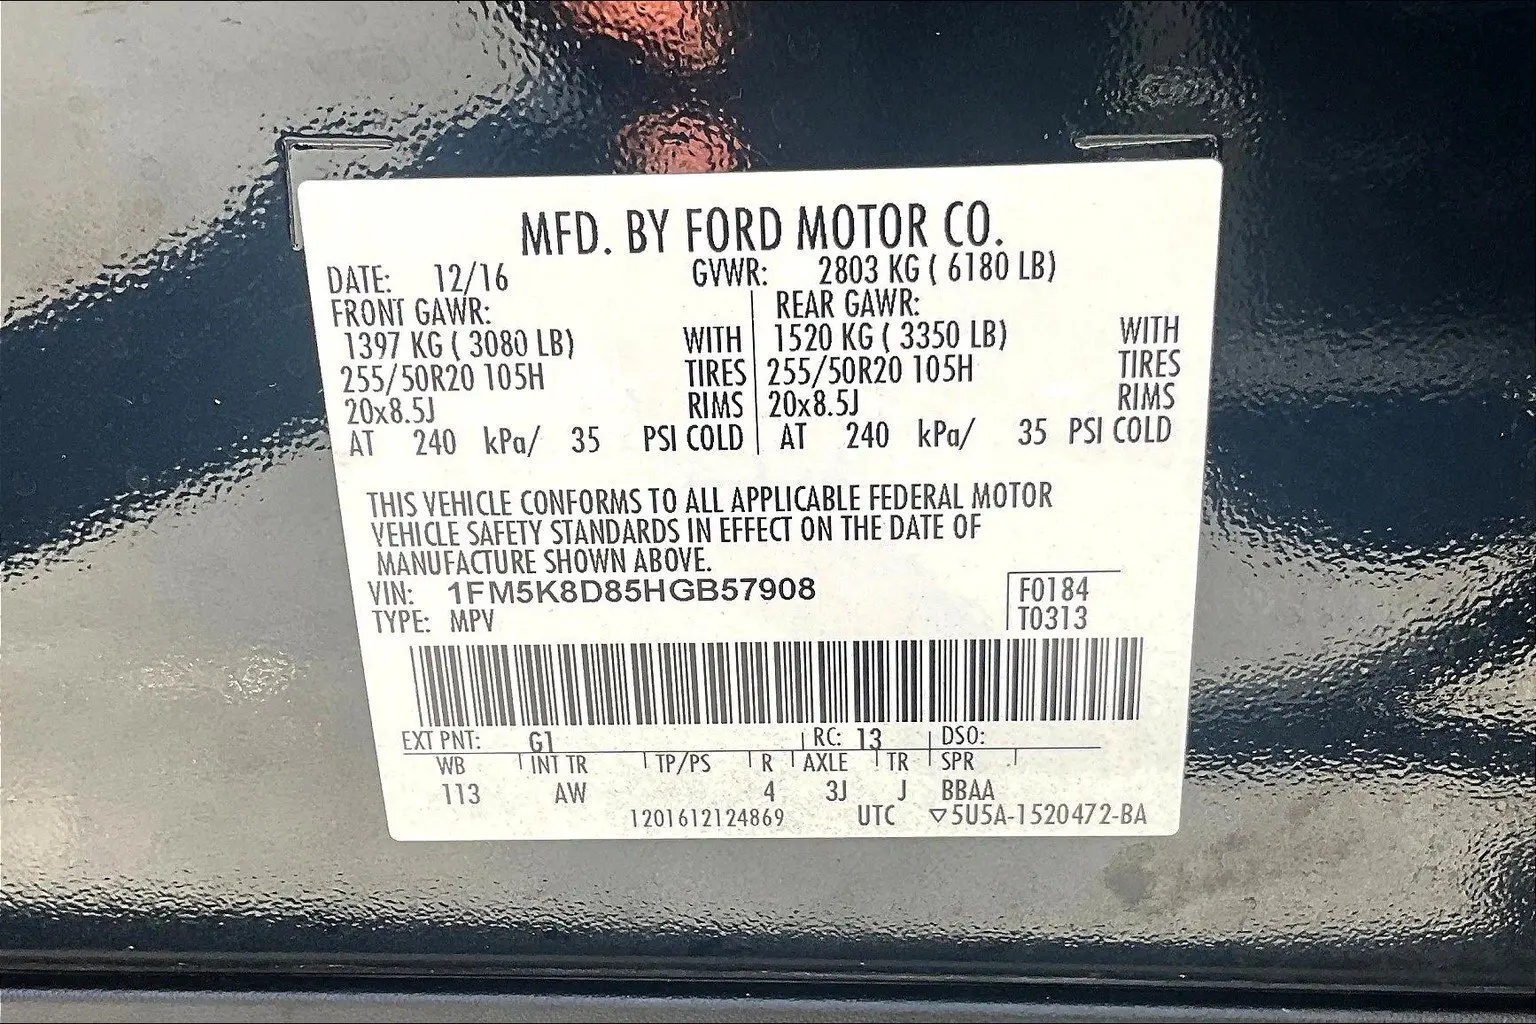 MFD. BY FORD MOTOR CO.
DATE: 12/16 GVWR: 2803 KG ( 6180 LB)
FRONT GAWR: REAR GAWR:
1397 KG ( 3080 LB) WITH 1520 KG ( 3350 LB) WITH
255/50R20 105H TIRES 255/50R20 105H TIRES
20x8.5J RIMS 20x8.5J RIMS
AT 240 kPa/ 35 PSI COLD AT 240 kPa/ 35 PSI COLD
THIS VEHICLE CONFORMS TO ALL APPLICABLE FEDERAL MOTOR
VEHICLE SAFETY STANDARDS IN EFFECT ON THE DATE OF
MANUFACTURE SHOWN ABOVE.
VIN: 1FM5K8D85HGB57908 F0184
TYPE: MPV T0313
EXT PNT: G1 RC: 13 DSO:
WB INT TR TP/PS R AXLE TR SPR
113 AW 4 3J J BBAA
1201612124869 UTC ▽5U5A-1520472-BA